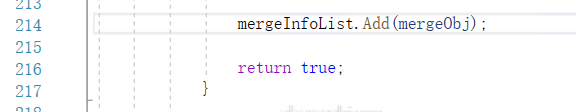 213
214 mergeInfoList.Add(mergeObj);
215
216 return true;
217 }
218